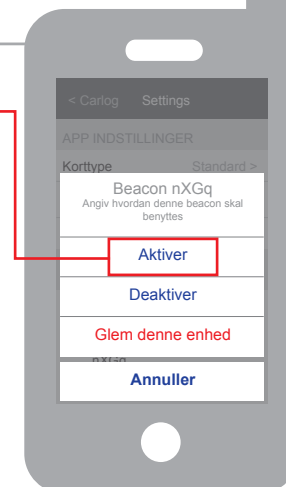 < Carlog Settings
APP INDSTILLINGER
Korttype Standard >
Beacon nXGq
Angiv hvordan denne beacon skal
benyttes
Aktiver
Deaktiver
Glem denne enhed
nXGq
Annuller